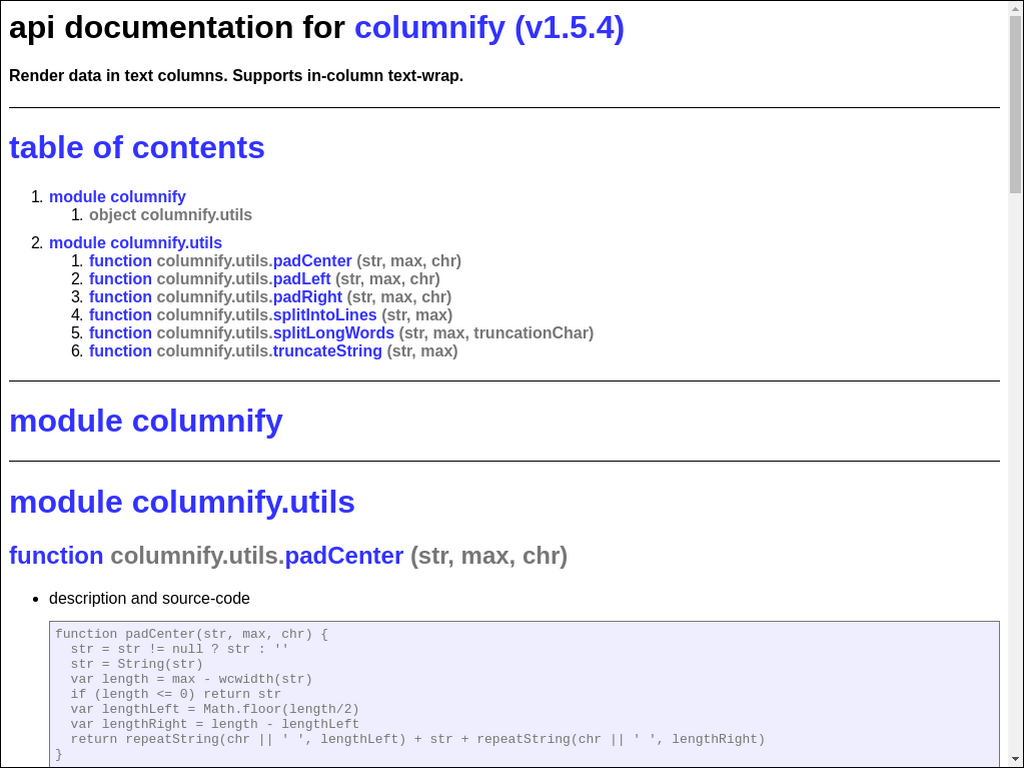 api documentation for columnify (v1.5.4)
Render data in text columns. Supports in-column text-wrap.
table of contents
1. module columnify
1. object columnify.utils
2. module columnify.utils
1. function columnify.utils.padCenter (str, max, chr)
2. function columnify.utils.padLeft (str, max, chr)
3. function columnify.utils.padRight (str, max, chr)
4. function columnify.utils.splitIntoLines (str, max)
5. function columnify.utils.splitLongWords (str, max, truncationChar)
6. function columnify.utils.truncateString (str, max)
module columnify
module columnify.utils
function columnify.utils.padCenter (str, max, chr)
• description and source-code
function padCenter(str, max, chr) {
  str = str != null ? str : ''
  str = String(str)
  var length = max - wcwidth(str)
  if (length <= 0) return str
  var lengthLeft = Math.floor(length/2)
  var lengthRight = length - lengthLeft
  return repeatString(chr || ' ', lengthLeft) + str + repeatString(chr || ' ', lengthRight)
}